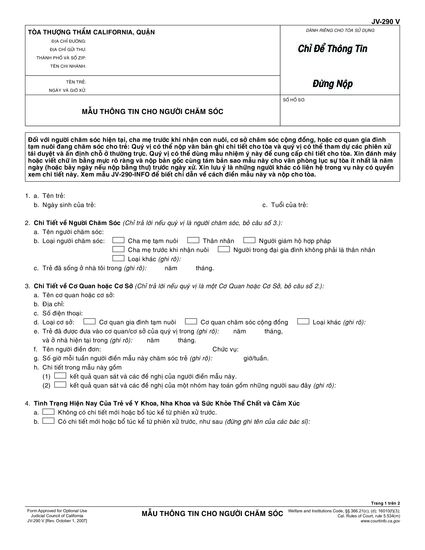 JV-290 V
TÒA THƯỢNG THẨM CALIFORNIA, QUẬN
ĐỊA CHỈ ĐƯỜNG:
ĐỊA CHỈ GỬI THƯ:
THÀNH PHỐ VÀ SỐ ZIP:
TÊN CHI NHÁNH:
DÀNH RIÊNG CHO TÒA SỬ DỤNG
Chỉ Để Thông Tin
Đừng Nộp
TÊN TRẺ:
NGÀY VÀ GIỜ XỬ:
MẪU THÔNG TIN CHO NGƯỜI CHĂM SÓC
SỐ HỒ SƠ:
Đối với người chăm sóc hiện tại, cha mẹ trước khi nhận con nuôi, cơ sở chăm sóc cộng đồng, hoặc cơ quan gia đình
tạm nuôi đang chăm sóc cho trẻ: Quý vị có thể nộp văn bản ghi chi tiết cho tòa và quý vị có thể tham dự các phiên xử
tái duyệt và ấn định chỗ ở thường trực. Quý vị có thể dùng mẫu nhiệm ý này để cung cấp chi tiết cho tòa. Xin đánh máy
hoặc viết chữ in bằng mực rõ ràng và nộp bản gốc cùng tám bản sao mẫu này cho văn phòng lục sự tòa ít nhất là năm
ngày (hoặc bảy ngày nếu nộp bằng thư) trước ngày xử. Xin lưu ý là những người khác có liên hệ trong vụ này có quyền
xem chi tiết này. Xem mẫu JV-290-INFO để biết chỉ dẫn về cách điền mẫu và nộp cho tòa.
1. a. Tên trẻ:
b. Ngày sinh của trẻ:
c. Tuổi của trẻ:
2. Chi Tiết về Người Chăm Sóc (Chỉ trả lời nếu quý vị là người chăm sóc, bỏ câu số 3.):
a. Tên người chăm sóc:
b. Loại người chăm sóc: Cha mẹ tạm nuôi Thân nhân Người giám hộ hợp pháp
Cha mẹ trước khi nhận nuôi Người trong đại gia đình không phải là thân nhân
Loại khác (ghi rõ):
c. Trẻ đã sống ở nhà tôi trong (ghi rõ): năm tháng.
3. Chi Tiết về Cơ Quan hoặc Cơ Sở (Chỉ trả lời nếu quý vị là một Cơ Quan hoặc Cơ Sở, bỏ câu số 2.):
a. Tên cơ quan hoặc cơ sở:
b. Địa chỉ:
c. Số điện thoại:
d. Loại cơ sở: Cơ quan gia đình tạm nuôi Cơ quan chăm sóc cộng đồng Loại khác (ghi rõ):
e. Trẻ đã được đưa vào cơ quan/cơ sở của quý vị trong (ghi rõ): năm tháng,
và ở nhà hiện tại trong (ghi rõ): năm tháng.
f. Tên người điền đơn: Chức vụ:
g. Số giờ mỗi tuần người điền mẫu này chăm sóc trẻ (ghi rõ): giờ/tuần.
h. Chi tiết trong mẫu này gồm
(1) kết quả quan sát và các đề nghị của người điền mẫu này.
(2) kết quả quan sát và các đề nghị của một nhóm hay toán gồm những người sau đây (ghi rõ):
4. Tình Trạng Hiện Nay Của Trẻ về Y Khoa, Nha Khoa và Sức Khỏe Thể Chất và Cảm Xúc
a. Không có chi tiết mới hoặc bổ túc kể từ phiên xử trước.
b. Có chi tiết mới hoặc bổ túc kể từ phiên xử trước, như sau (đừng ghi tên của các bác sĩ):
Trang 1 trên 2
Form Approved for Optional Use
Judicial Council of California
JV-290 V [Rev. October 1, 2007]
MẪU THÔNG TIN CHO NGƯỜI CHĂM SÓC
Welfare and Institutions Code, §§ 366.21(c), (d); 16010(f)(3);
Cal. Rules of Court, rule 5.534(m)
www.courtinfo.ca.gov